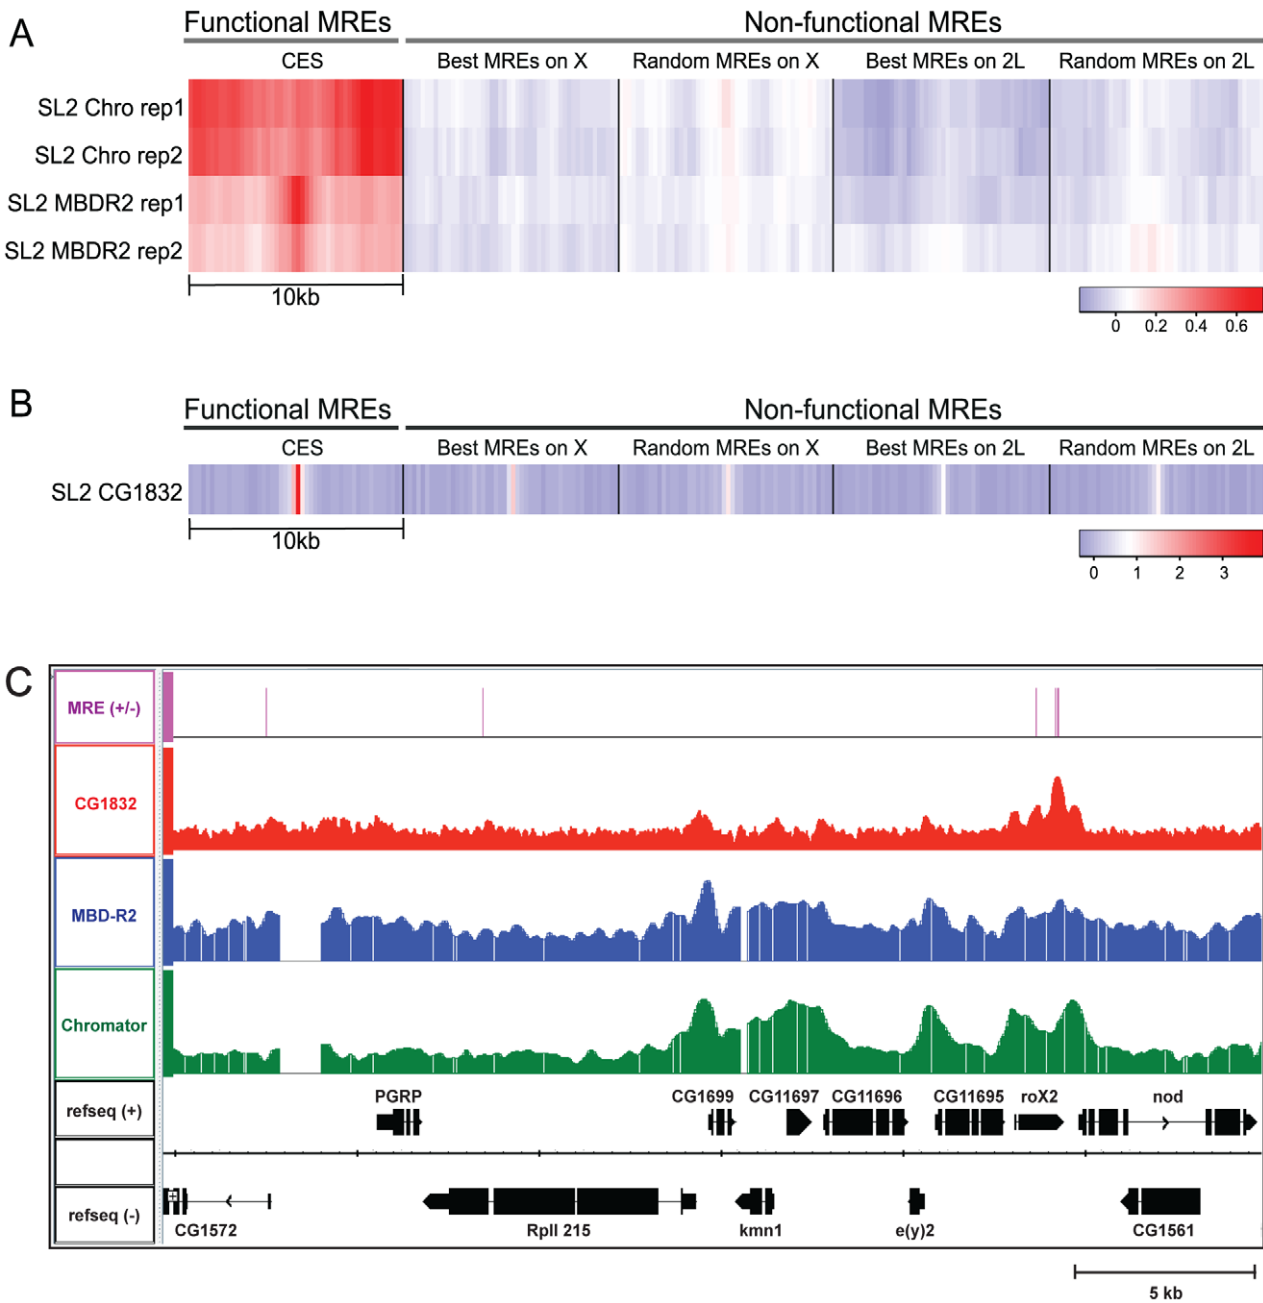 A
Functional MREs
Non-functional MREs
CES
Best MREs on X
Random MREs on X
Best MREs on 2L
Random MREs on 2L
SL2 Chro rep1
SL2 Chro rep2
SL2 MBDR2 rep1
SL2 MBDR2 rep2
10kb
0 0.2 0.4 0.6
B
Functional MREs
Non-functional MREs
CES
Best MREs on X
Random MREs on X
Best MREs on 2L
Random MREs on 2L
SL2 CG1832
10kb
0 1 2 3
C
MRE (+/-)
CG1832
MBD-R2
Chromator
refseq (+)
PGRP
CG1699
CG11697
CG11696
CG11695
roX2
nod
refseq (-)
CG1572
RpII 215
kmn1
e(y)2
CG1561
5 kb